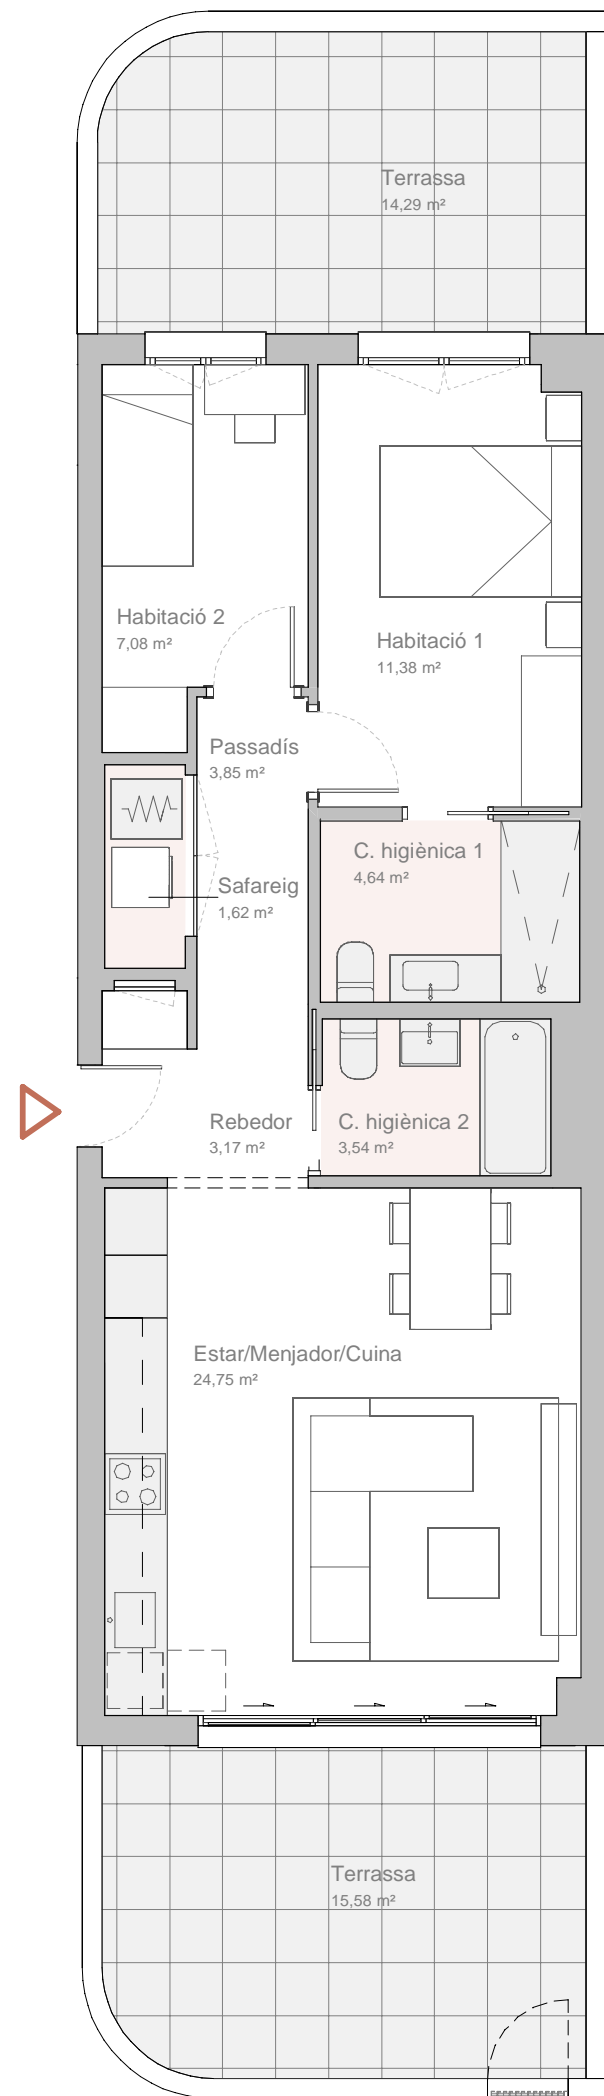 Terrassa
14,29 m²
Habitació 2
7,08 m²
Habitació 1
11,38 m²
Passadís
3,85 m²
C. higiènica 1
4,64 m²
Safareig
1,62 m²
Rebedor
3,17 m²
C. higiènica 2
3,54 m²
Estar/Menjador/Cuina
24,75 m²
Terrassa
15,58 m²